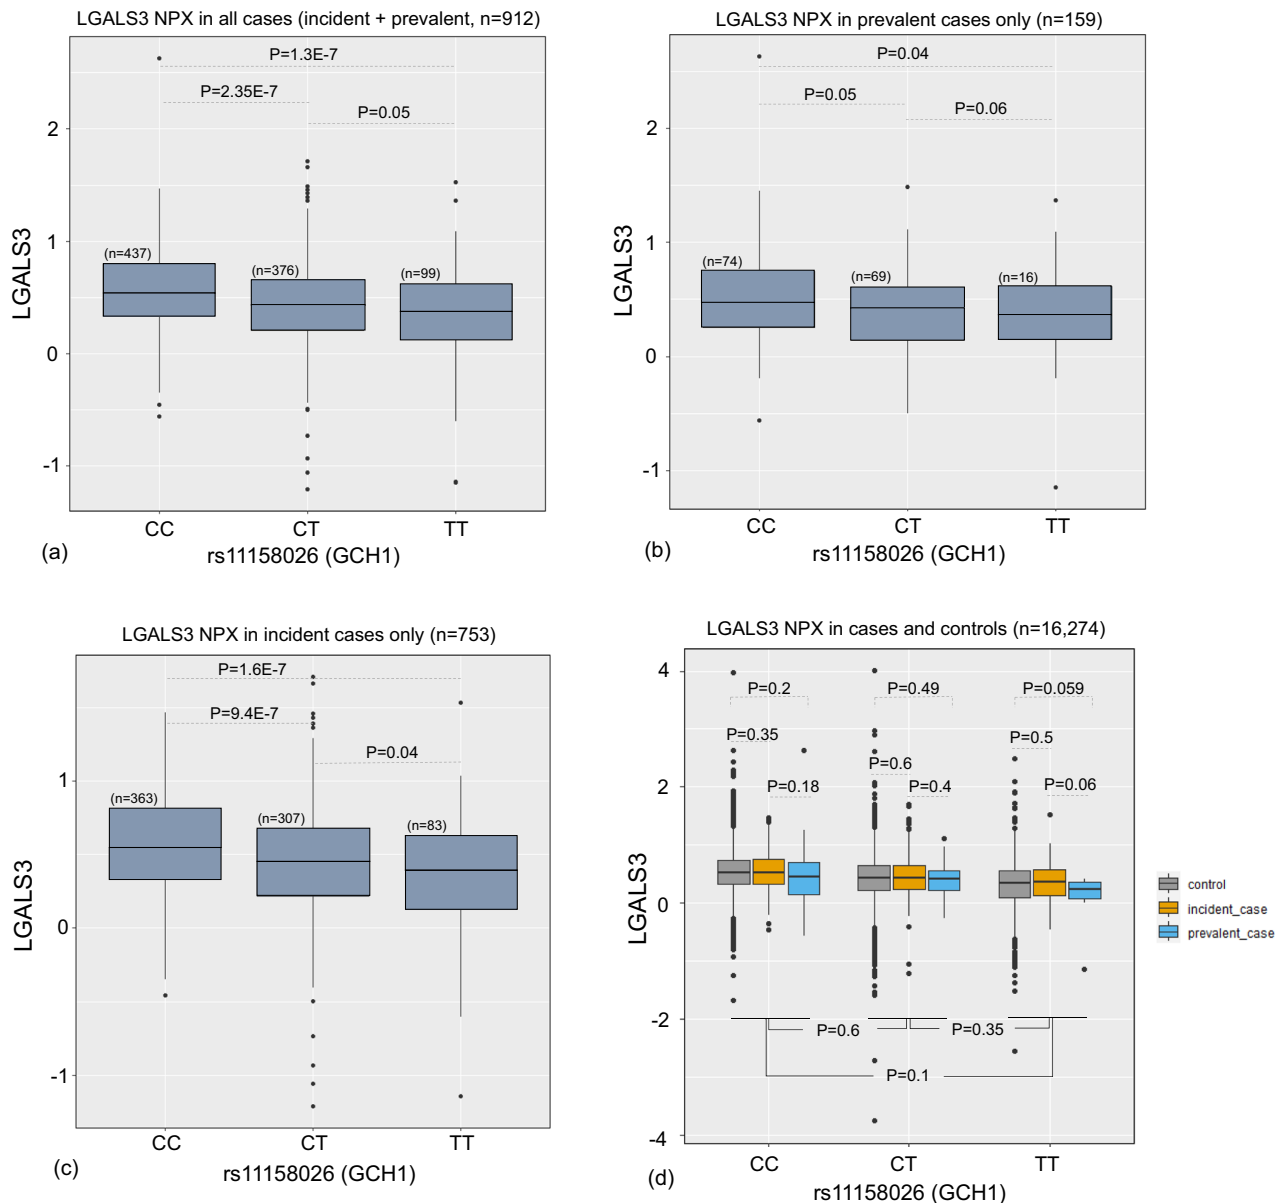 LGALS3 NPX in all cases (incident + prevalent, n=912)
P=1.3E-7
P=2.35E-7
P=0.05
2
1
0
-1
LGALS3
(n=437)
(n=376)
(n=99)
CC
CT
TT
(a)
rs11158026 (GCH1)
LGALS3 NPX in prevalent cases only (n=159)
P=0.04
P=0.05
P=0.06
2
1
0
-1
LGALS3
(n=74)
(n=69)
(n=16)
CC
CT
TT
(b)
rs11158026 (GCH1)
LGALS3 NPX in incident cases only (n=753)
P=1.6E-7
P=9.4E-7
P=0.04
1
0
-1
LGALS3
(n=363)
(n=307)
(n=83)
CC
CT
TT
(c)
rs11158026 (GCH1)
LGALS3 NPX in cases and controls (n=16,274)
4
2
0
-2
-4
LGALS3
P=0.2
P=0.49
P=0.059
P=0.35
P=0.6
P=0.5
P=0.18
P=0.4
P=0.06
P=0.6
P=0.35
P=0.1
CC
CT
TT
(d)
rs11158026 (GCH1)
control
incident_case
prevalent_case